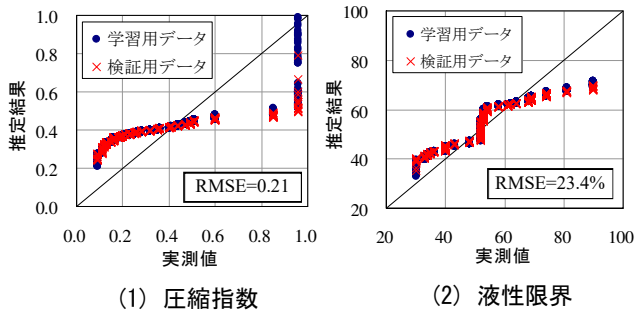 1.0
0.8
0.6
0.4
0.2
0.0
推定結果
学習用データ
検証用データ
RMSE=0.21
0.0 0.2 0.4 0.6 0.8 1.0
実測値
(1) 圧縮指数
100
80
60
40
20
推定結果
学習用データ
検証用データ
RMSE=23.4%
20 40 60 80 100
実測値
(2) 液性限界